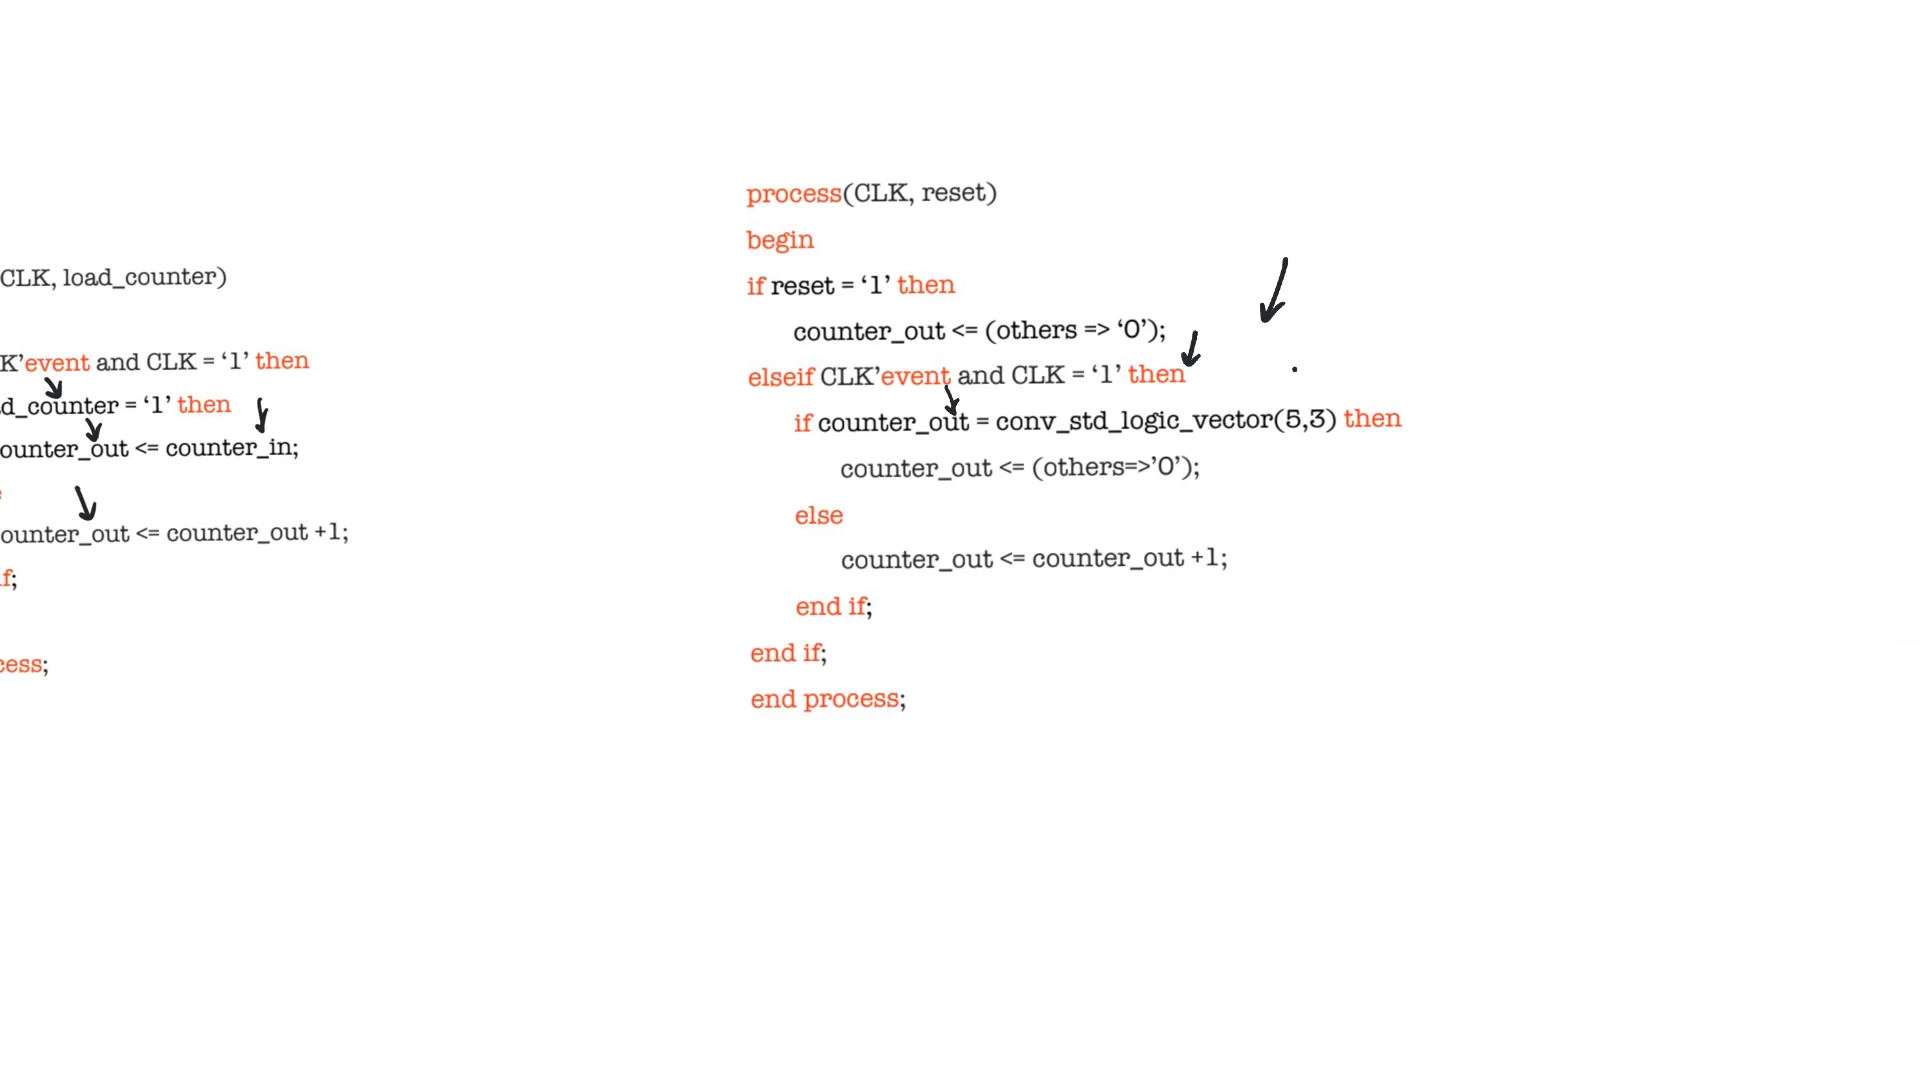 CLK, load_counter)
K’event and CLK = ‘1’ then
d_counter = ‘1’ then
ounter_out <= counter_in;
ounter_out <= counter_out +1;
f;
cess;
process(CLK, reset)
begin
if reset = ‘1’ then
counter_out <= (others => ‘0’);
elseif CLK’event and CLK = ‘1’ then
if counter_out = conv_std_logic_vector(5,3) then
counter_out <= (others=>’0’);
else
counter_out <= counter_out +1;
end if;
end if;
end process;